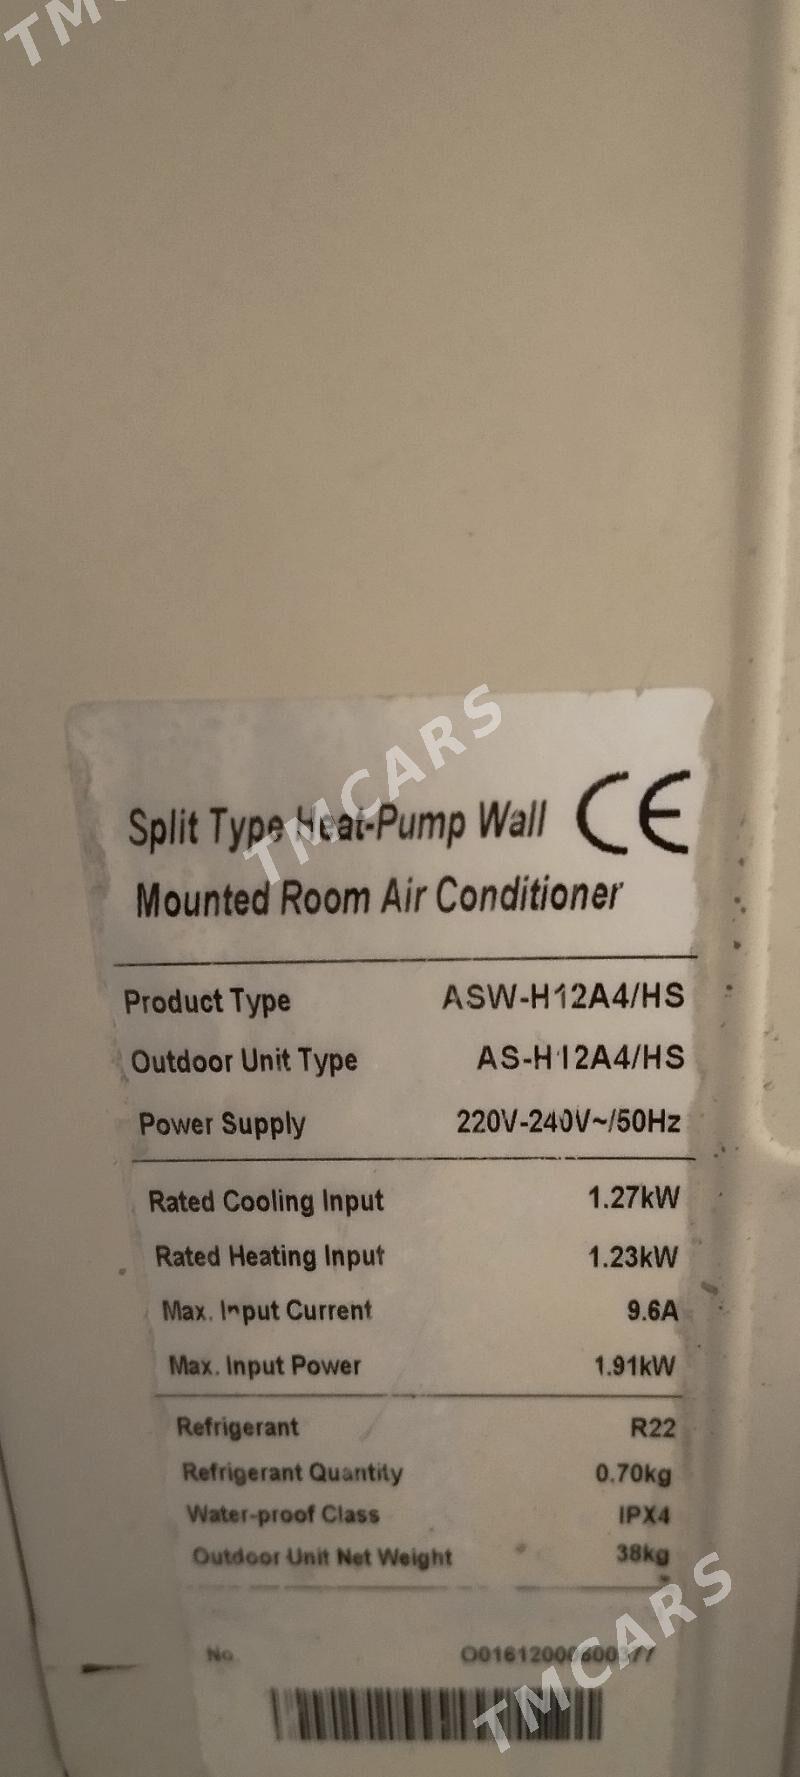 TMCARS
Split Type Heat-Pump Wall CE
Mounted Room Air Conditioner
TMCARS
Product Type ASW-H12A4/HS
Outdoor Unit Type AS-H12A4/HS
Power Supply 220V-240V~/50Hz
Rated Cooling Input 1.27kW
Rated Heating Input 1.23kW
Max. Input Current 9.6A
Max. Input Power 1.91kW
Refrigerant R22
Refrigerant Quantity 0.70kg
Water-proof Class IPX4
Outdoor Unit Net Weight 38kg
No.
TMCARS